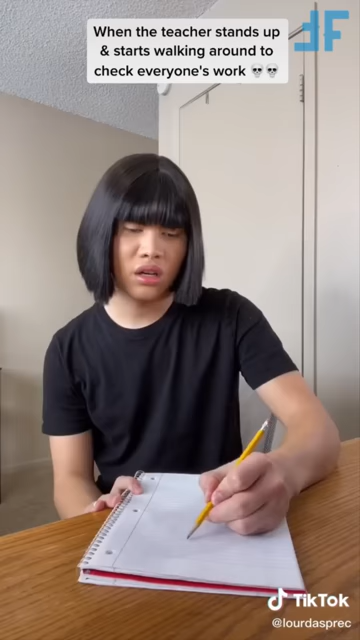 When the teacher stands up
& starts walking around to
check everyone's work 💀💀
TikTok
@lourdasprec